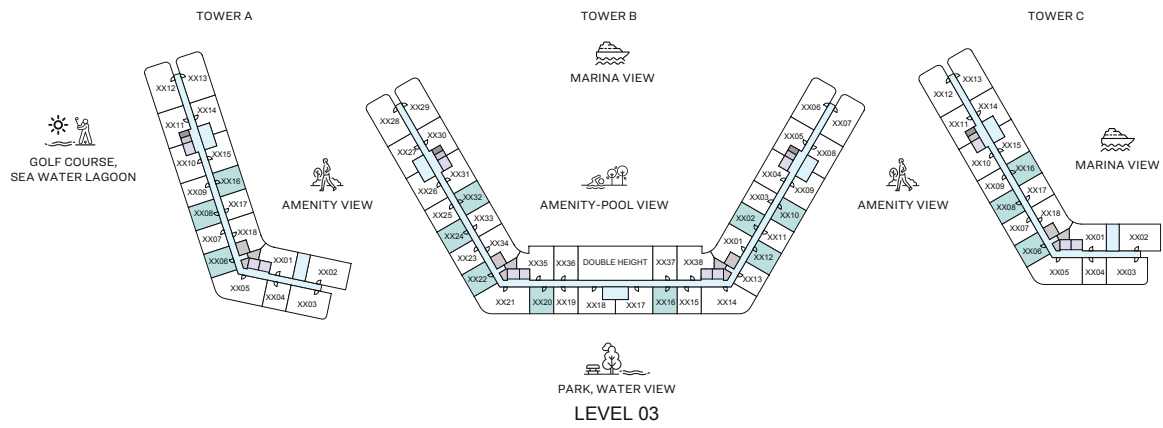 TOWER A
TOWER B
TOWER C
MARINA VIEW
GOLF COURSE,
SEA WATER LAGOON
AMENITY VIEW
AMENITY-POOL VIEW
AMENITY VIEW
MARINA VIEW
XX13
XX12
XX14
XX11
XX15
XX10
XX16
XX09
XX17
XX08
XX18
XX07
XX06
XX01
XX02
XX05
XX04
XX03
XX29
XX28
XX30
XX27
XX31
XX26
XX32
XX25
XX33
XX24
XX34
XX23
XX22
XX35
XX36
DOUBLE HEIGHT
XX37
XX38
XX21
XX20
XX19
XX18
XX17
XX16
XX15
XX14
XX06
XX07
XX05
XX08
XX04
XX09
XX03
XX10
XX02
XX11
XX01
XX12
XX13
XX13
XX12
XX14
XX11
XX15
XX10
XX16
XX09
XX17
XX08
XX18
XX07
XX06
XX01
XX02
XX05
XX04
XX03
PARK, WATER VIEW
LEVEL 03